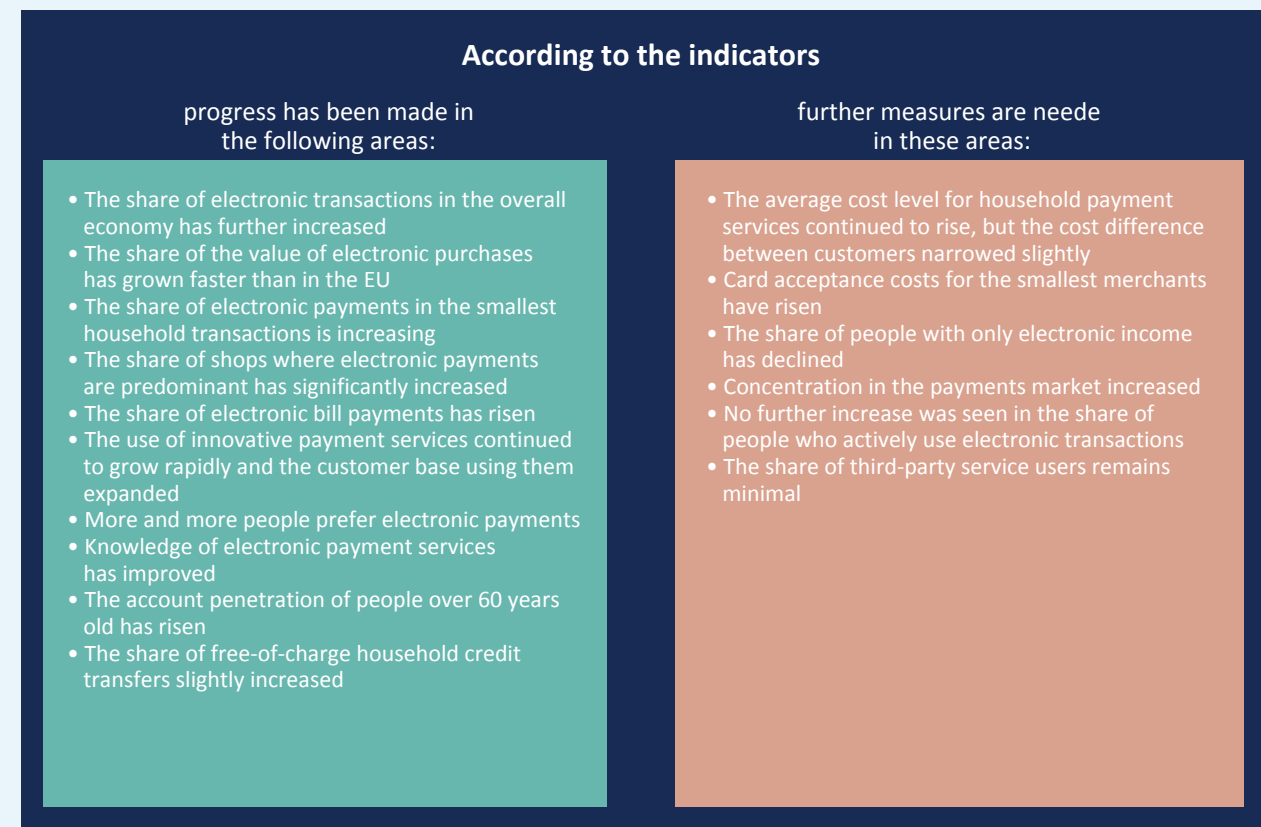 According to the indicators
progress has been made in
the following areas:
• The share of electronic transactions in the overall
economy has further increased
• The share of the value of electronic purchases
has grown faster than in the EU
• The share of electronic payments in the smallest
household transactions is increasing
• The share of shops where electronic payments
are predominant has significantly increased
• The share of electronic bill payments has risen
• The use of innovative payment services continued
to grow rapidly and the customer base using them
expanded
• More and more people prefer electronic payments
• Knowledge of electronic payment services
has improved
• The account penetration of people over 60 years
old has risen
• The share of free-of-charge household credit
transfers slightly increased
further measures are neede
in these areas:
• The average cost level for household payment
services continued to rise, but the cost difference
between customers narrowed slightly
• Card acceptance costs for the smallest merchants
have risen
• The share of people with only electronic income
has declined
• Concentration in the payments market increased
• No further increase was seen in the share of
people who actively use electronic transactions
• The share of third-party service users remains
minimal